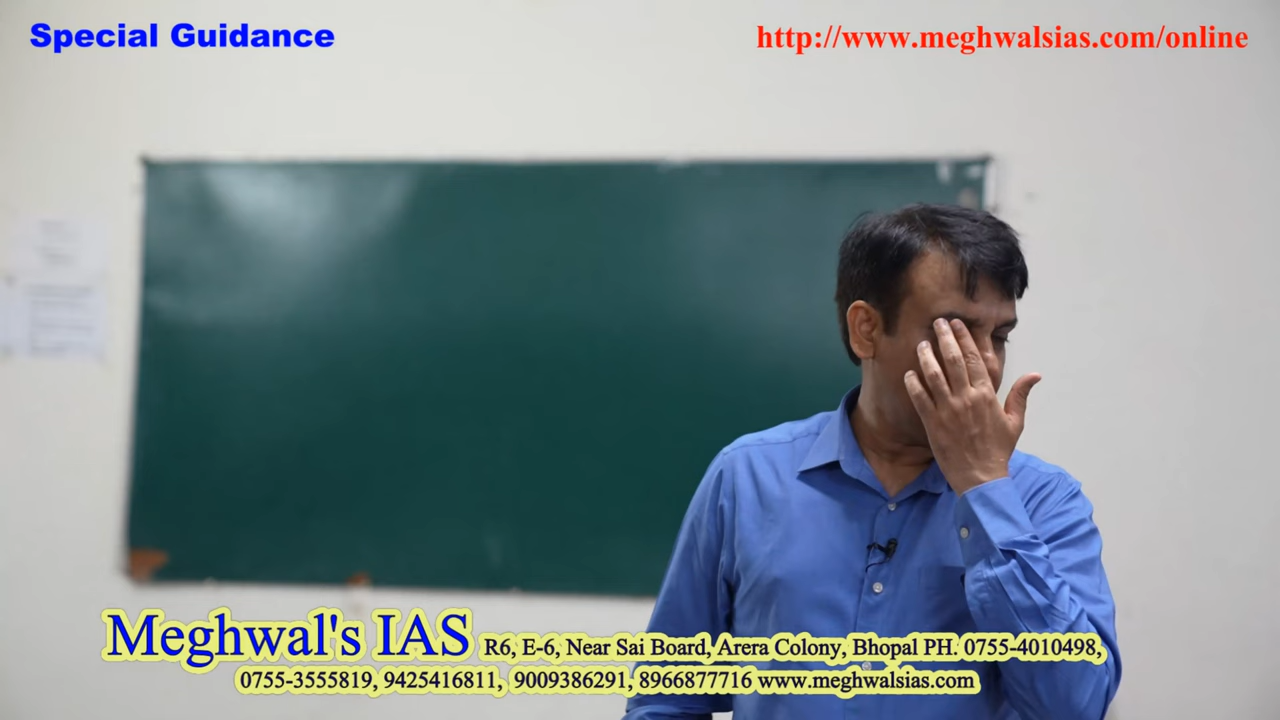 Special Guidance
http://www.meghwalsias.com/online
Meghwal's IAS R6, E-6, Near Sai Board, Arera Colony, Bhopal PH. 0755-4010498,
0755-3555819, 9425416811, 9009386291, 8966877716 www.meghwalsias.com